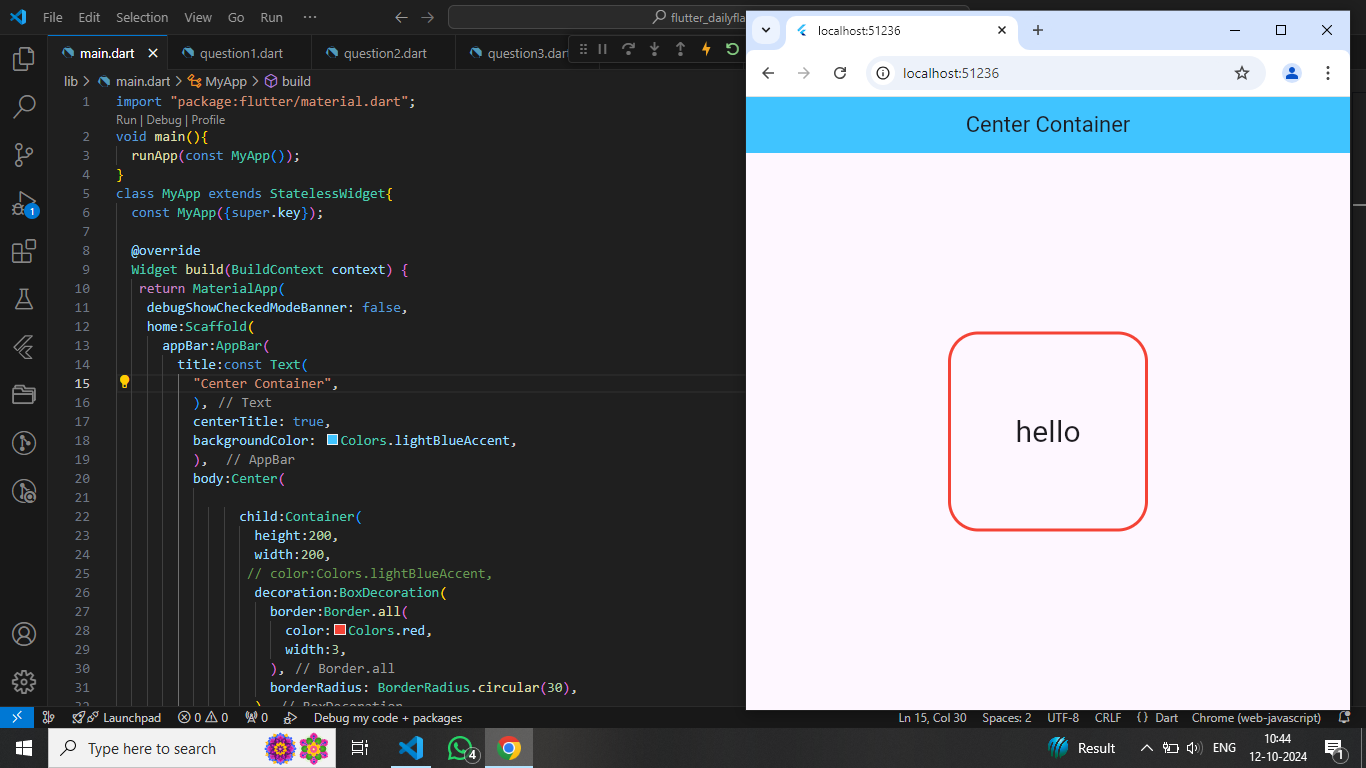 File Edit Selection View Go Run ··· flutter_dailyfla
main.dart question1.dart question2.dart question3.dart
lib > main.dart > MyApp > build
1 import "package:flutter/material.dart";
Run | Debug | Profile
2 void main(){
3 runApp(const MyApp());
4 }
5 class MyApp extends StatelessWidget{
6 const MyApp({super.key});
7
8 @override
9 Widget build(BuildContext context) {
10 return MaterialApp(
11 debugShowCheckedModeBanner: false,
12 home:Scaffold(
13 appBar:AppBar(
14 title:const Text(
15 "Center Container",
16 ), // Text
17 centerTitle: true,
18 backgroundColor: Colors.lightBlueAccent,
19 ), // AppBar
20 body:Center(
21
22 child:Container(
23 height:200,
24 width:200,
25 // color:Colors.lightBlueAccent,
26 decoration:BoxDecoration(
27 border:Border.all(
28 color:Colors.red,
29 width:3,
30 ), // Border.all
31 borderRadius: BorderRadius.circular(30),
32 ), // BoxDecoration
1
localhost:51236
localhost:51236
Center Container
hello
Launchpad 0 0 0 Debug my code + packages Ln 15, Col 30 Spaces: 2 UTF-8 CRLF { } Dart Chrome (web-javascript)
Type here to search 4 Result ENG 10:44
12-10-2024 1